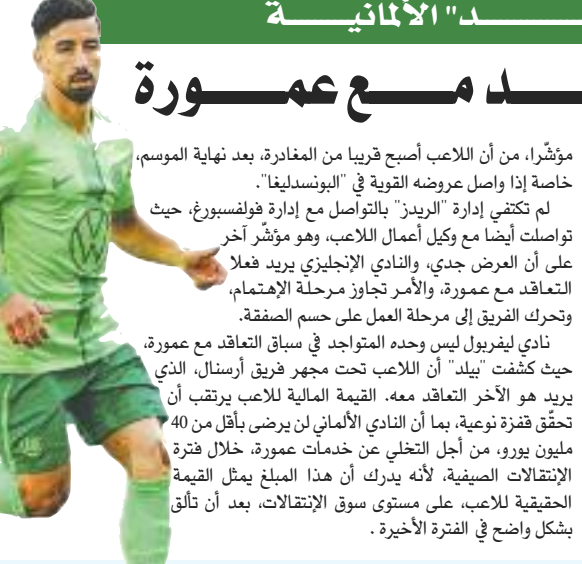 ـد" الألمانيـة
ـد مـع عمـورة
مؤشّرا، من أن اللاعب أصبح قريبا من المغادرة، بعد نهاية الموسم،
خاصة إذا واصل عروضه القوية في "البونسدليغا".
لم تكتفي إدارة "الريدز" بالتواصل مع إدارة فولفسبورغ، حيث
تواصلت أيضا مع وكيل أعمال اللاعب، وهو مؤشّر آخر
على أن العرض جدي، والنادي الإنجليزي يريد فعلا
التعاقد مع عمورة، والأمر تجاوز مرحلة الإهتمام،
وتحرك الفريق إلى مرحلة العمل على حسم الصفقة.
نادي ليفربول ليس وحده المتواجد في سباق التعاقد مع عمورة،
حيث كشفت "بيلد" أن اللاعب تحت مجهر فريق أرسنال، الذي
يريد هو الآخر التعاقد معه. القيمة المالية للاعب يرتقب أن
تحقّق قفزة نوعية، بما أن النادي الألماني لن يرضى بأقل من 40
مليون يورو، من أجل التخلي عن خدمات عمورة، خلال فترة
الإنتقالات الصيفية، لأنه يدرك أن هذا المبلغ يمثل القيمة
الحقيقية للاعب، على مستوى سوق الإنتقالات، بعد أن تألق
بشكل واضح في الفترة الأخيرة .